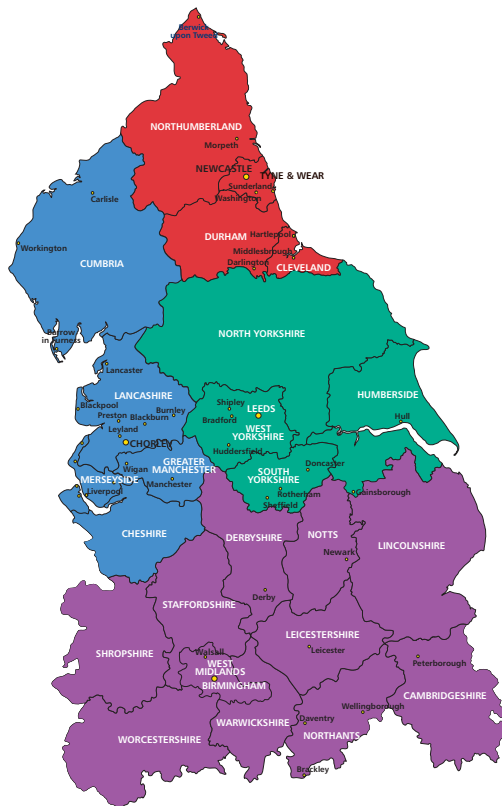 Berwick
upon Tweed
NORTHUMBERLAND
Morpeth
NEWCASTLE
TYNE & WEAR
Sunderland
Washington
Carlisle
Workington
CUMBRIA
DURHAM
Hartlepool
Middlesbrough
Darlington
CLEVELAND
Barrow
in Furness
NORTH YORKSHIRE
Lancaster
LANCASHIRE
Blackpool
Burnley
Preston
Blackburn
Leyland
CHORLEY
Shipley
LEEDS
Bradford
WEST
YORKSHIRE
Huddersfield
HUMBERSIDE
Hull
Wigan
GREATER
MANCHESTER
MERSEYSIDE
Manchester
Liverpool
SOUTH
YORKSHIRE
Doncaster
Rotherham
Sheffield
Gainsborough
CHESHIRE
DERBYSHIRE
NOTTS
LINCOLNSHIRE
Newark
Derby
STAFFORDSHIRE
SHROPSHIRE
LEICESTERSHIRE
Leicester
Walsall
WEST
MIDLANDS
BIRMINGHAM
Peterborough
CAMBRIDGESHIRE
Wellingborough
WARWICKSHIRE
Daventry
NORTHANTS
WORCESTERSHIRE
Brackley